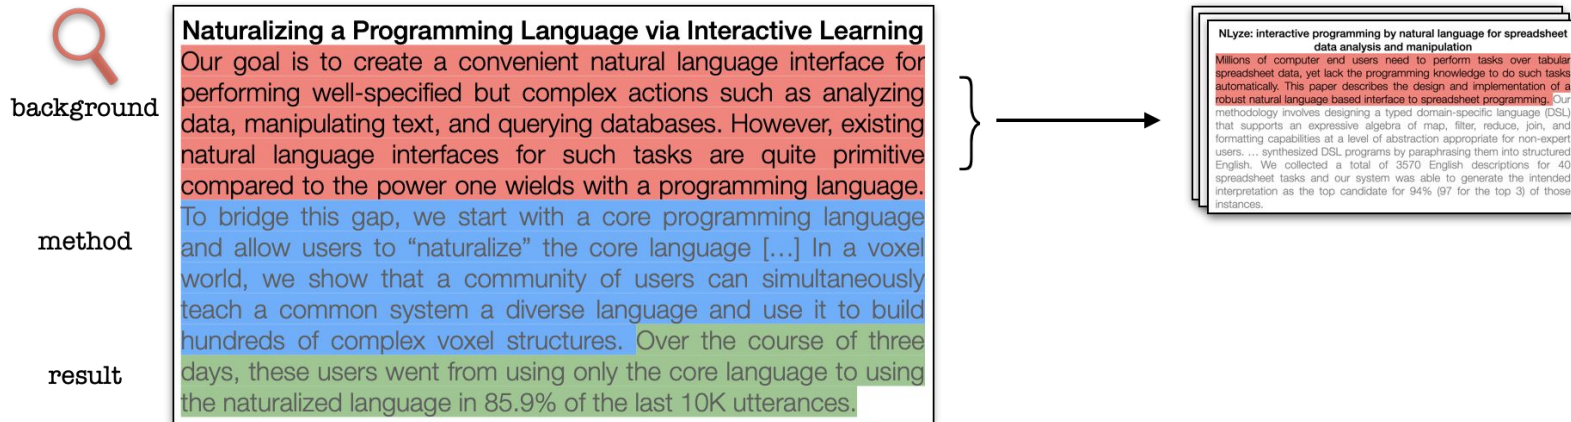 background
method
result
Naturalizing a Programming Language via Interactive Learning
Our goal is to create a convenient natural language interface for
performing well-specified but complex actions such as analyzing
data, manipulating text, and querying databases. However, existing
natural language interfaces for such tasks are quite primitive
compared to the power one wields with a programming language.
To bridge this gap, we start with a core programming language
and allow users to “naturalize” the core language […] In a voxel
world, we show that a community of users can simultaneously
teach a common system a diverse language and use it to build
hundreds of complex voxel structures. Over the course of three
days, these users went from using only the core language to using
the naturalized language in 85.9% of the last 10K utterances.
NLyze: interactive programming by natural language for spreadsheet
data analysis and manipulation
Millions of computer end users need to perform tasks over tabular
spreadsheet data, yet lack the programming knowledge to do such tasks
automatically. This paper describes the design and implementation of a
robust natural language based interface to spreadsheet programming. Our
methodology involves designing a typed domain-specific language (DSL)
that supports an expressive algebra of map, filter, reduce, join, and
formatting capabilities at a level of abstraction appropriate for non-expert
users. … synthesized DSL programs by paraphrasing them into structured
English. We collected a total of 3570 English descriptions for 40
spreadsheet tasks and our system was able to generate the intended
interpretation as the top candidate for 94% (97 for the top 3) of those
instances.